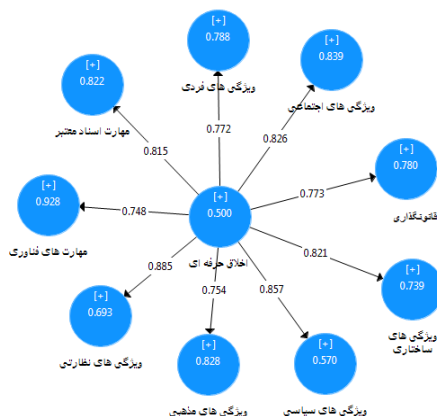 [+]
0.788
ویژگی های فردی
[+]
0.839
ویژگی های اجتماعی
[+]
0.822
مهارت اسناد معتبر
0.772
0.826
0.815
[+]
0.780
قانونگذاری
0.773
[+]
0.928
مهارت های فناوری
0.748
[+]
0.500
اخلاق حرفه ای
0.821
[+]
0.739
ویژگی های
ساختاری
0.885
0.754
0.857
[+]
0.693
ویژگی های نظارتی
[+]
0.828
ویژگی های مذهبی
[+]
0.570
ویژگی های سیاسی